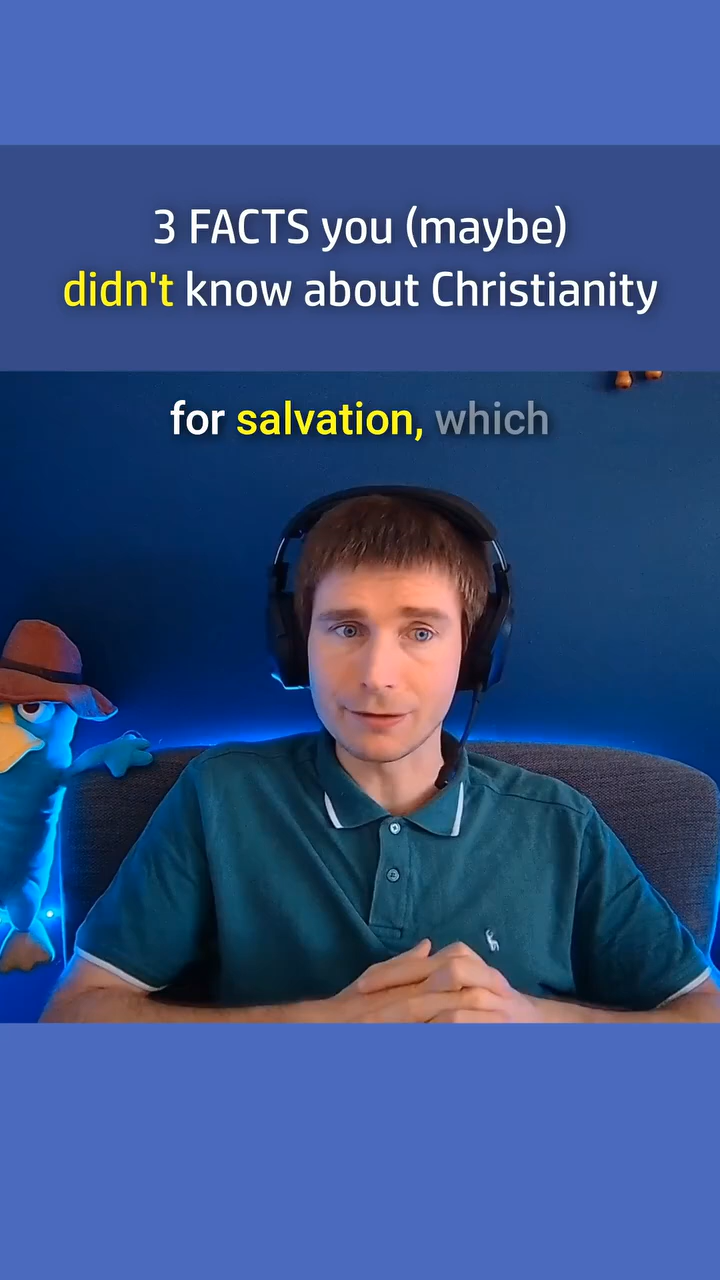 3 FACTS you (maybe)
didn't know about Christianity
for salvation, which